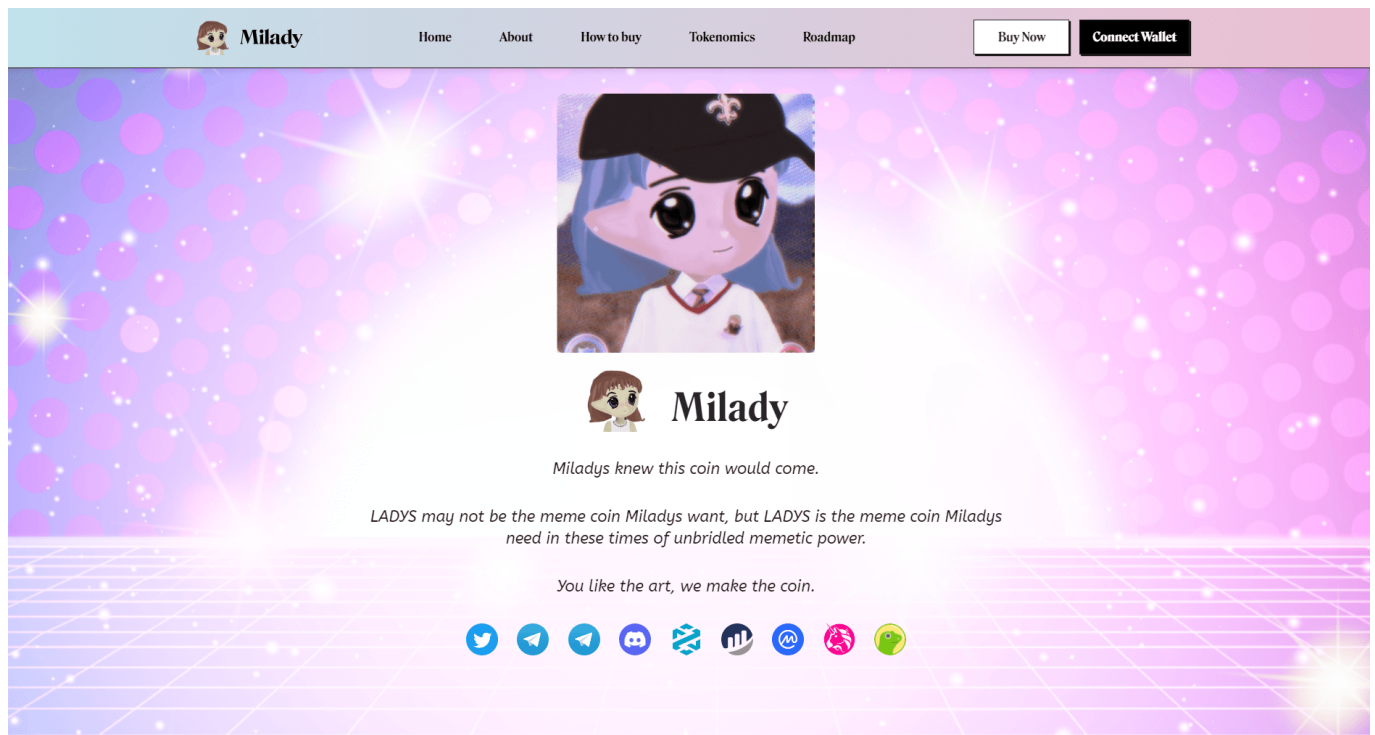 Milady
Home
About
How to buy
Tokenomics
Roadmap
Buy Now
Connect Wallet
Milady
Miladys knew this coin would come.
LADYS may not be the meme coin Miladys want, but LADYS is the meme coin Miladys
need in these times of unbridled memetic power.
You like the art, we make the coin.